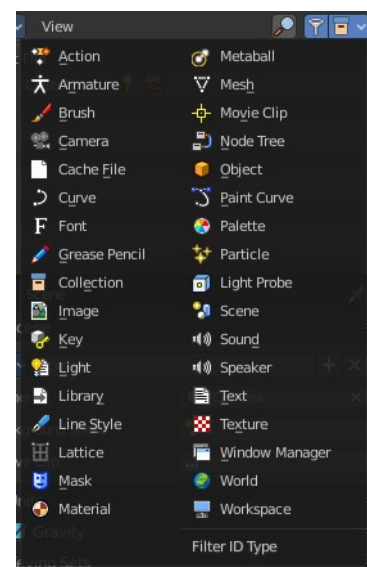 View
Action
Armature
Brush
Camera
Cache File
Curve
Font
Grease Pencil
Collection
Image
Key
Light
Library
Line Style
Lattice
Mask
Material
Metaball
Mesh
Movie Clip
Node Tree
Object
Paint Curve
Palette
Particle
Light Probe
Scene
Sound
Speaker
Text
Texture
Window Manager
World
Workspace
Filter ID Type
Gravity